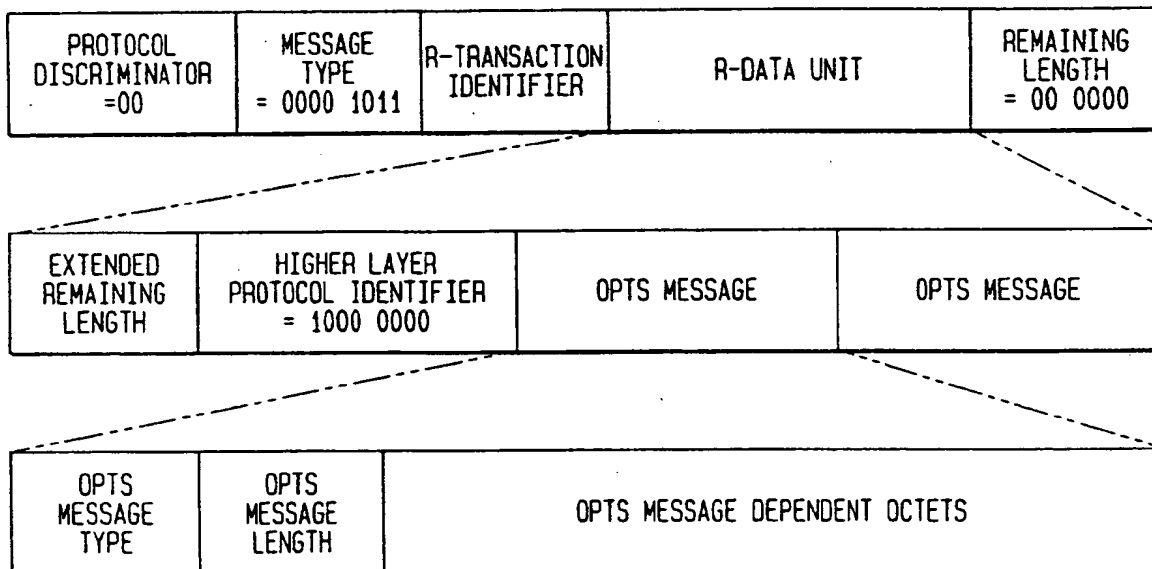 PROTOCOL
DISCRIMINATOR
=00
MESSAGE
TYPE
= 0000 1011
R-TRANSACTION
IDENTIFIER
R-DATA UNIT
REMAINING
LENGTH
= 00 0000
EXTENDED
REMAINING
LENGTH
HIGHER LAYER
PROTOCOL IDENTIFIER
= 1000 0000
OPTS MESSAGE
OPTS MESSAGE
OPTS
MESSAGE
TYPE
OPTS
MESSAGE
LENGTH
OPTS MESSAGE DEPENDENT OCTETS